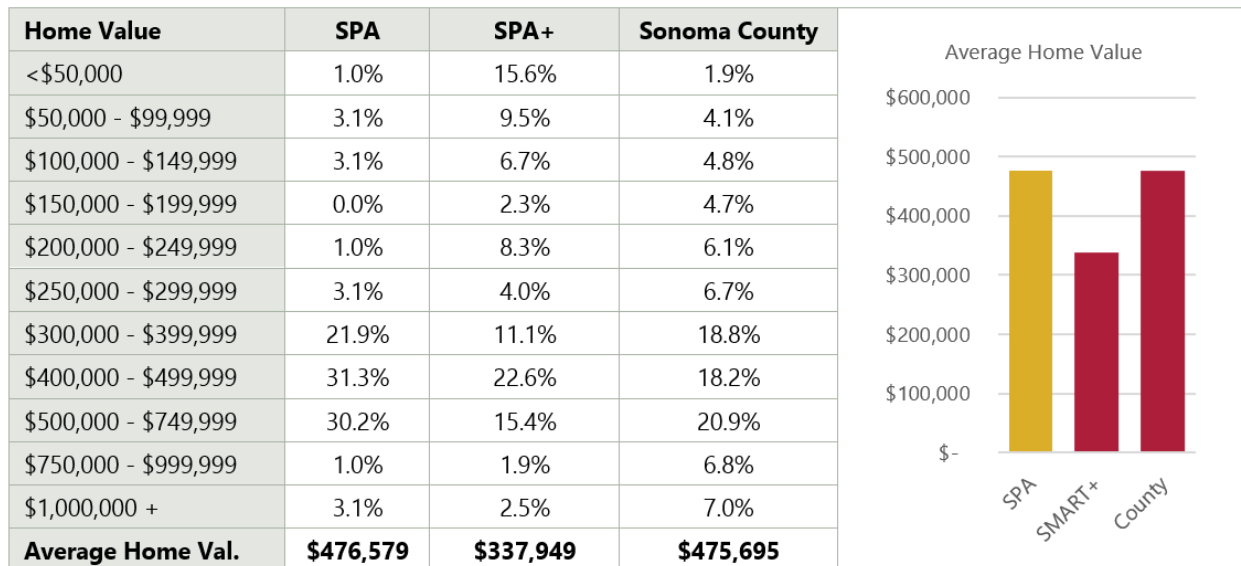 Home Value SPA SPA+ Sonoma County
<$50,000 1.0% 15.6% 1.9%
$50,000 - $99,999 3.1% 9.5% 4.1%
$100,000 - $149,999 3.1% 6.7% 4.8%
$150,000 - $199,999 0.0% 2.3% 4.7%
$200,000 - $249,999 1.0% 8.3% 6.1%
$250,000 - $299,999 3.1% 4.0% 6.7%
$300,000 - $399,999 21.9% 11.1% 18.8%
$400,000 - $499,999 31.3% 22.6% 18.2%
$500,000 - $749,999 30.2% 15.4% 20.9%
$750,000 - $999,999 1.0% 1.9% 6.8%
$1,000,000 + 3.1% 2.5% 7.0%
Average Home Val. $476,579 $337,949 $475,695
Average Home Value
$600,000
$500,000
$400,000
$300,000
$200,000
$100,000
$-
SPA
SMART+
County